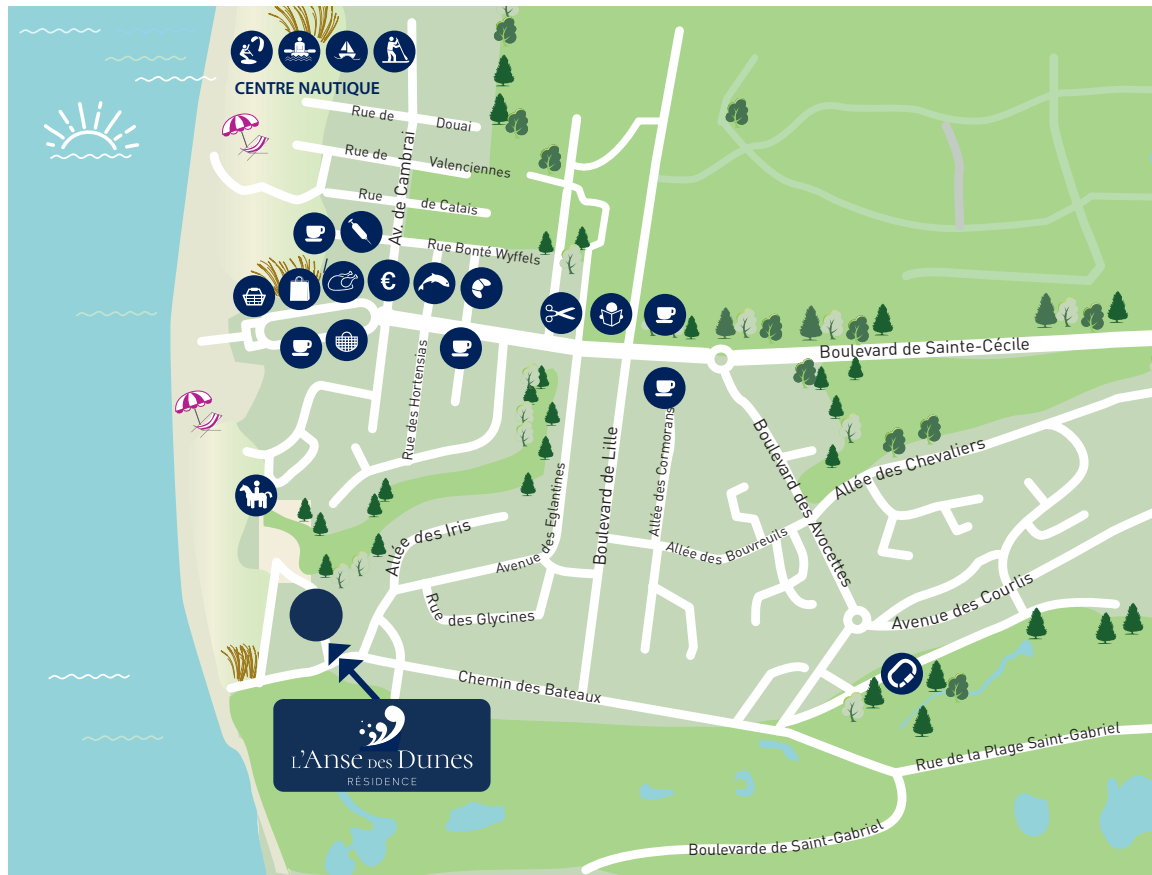 CENTRE NAUTIQUE
Rue de Douai
Rue de Valenciennes
Av. de Cambrai
Rue de Calais
Rue Bonté Wyffels
€
Boulevard de Sainte-Cécile
Rue des Hortensias
Boulevard de Lille
Allée des Cormorans
Boulevard des Avocettes
Allée des Chevaliers
Avenue des Eglantines
Allée des Iris
Allée des Bouvreuils
Rue des Glycines
Avenue des Courlis
Chemin des Bateaux
L'ANSE DES DUNES
RÉSIDENCE
Rue de la Plage Saint-Gabriel
Boulevarde de Saint-Gabriel